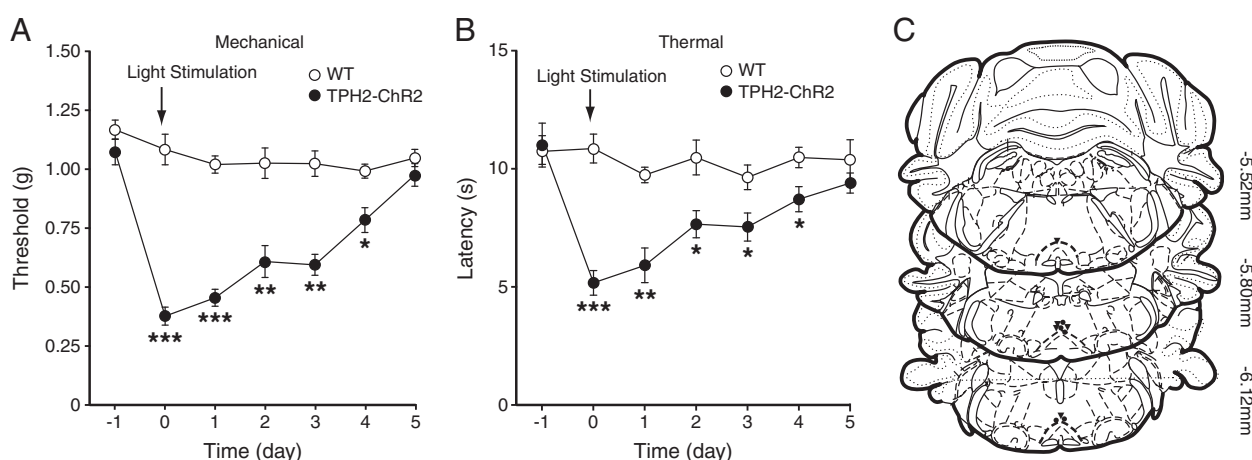 A
Mechanical
Light Stimulation
WT
TPH2-ChR2
1.50
1.25
1.00
0.75
0.50
0.25
0
Threshold (g)
***
***
**
**
*
-1 0 1 2 3 4 5
Time (day)
B
Thermal
Light Stimulation
WT
TPH2-ChR2
15
10
5
0
Latency (s)
***
**
*
*
*
-1 0 1 2 3 4 5
Time (day)
C
-5.52mm
-5.80mm
-6.12mm